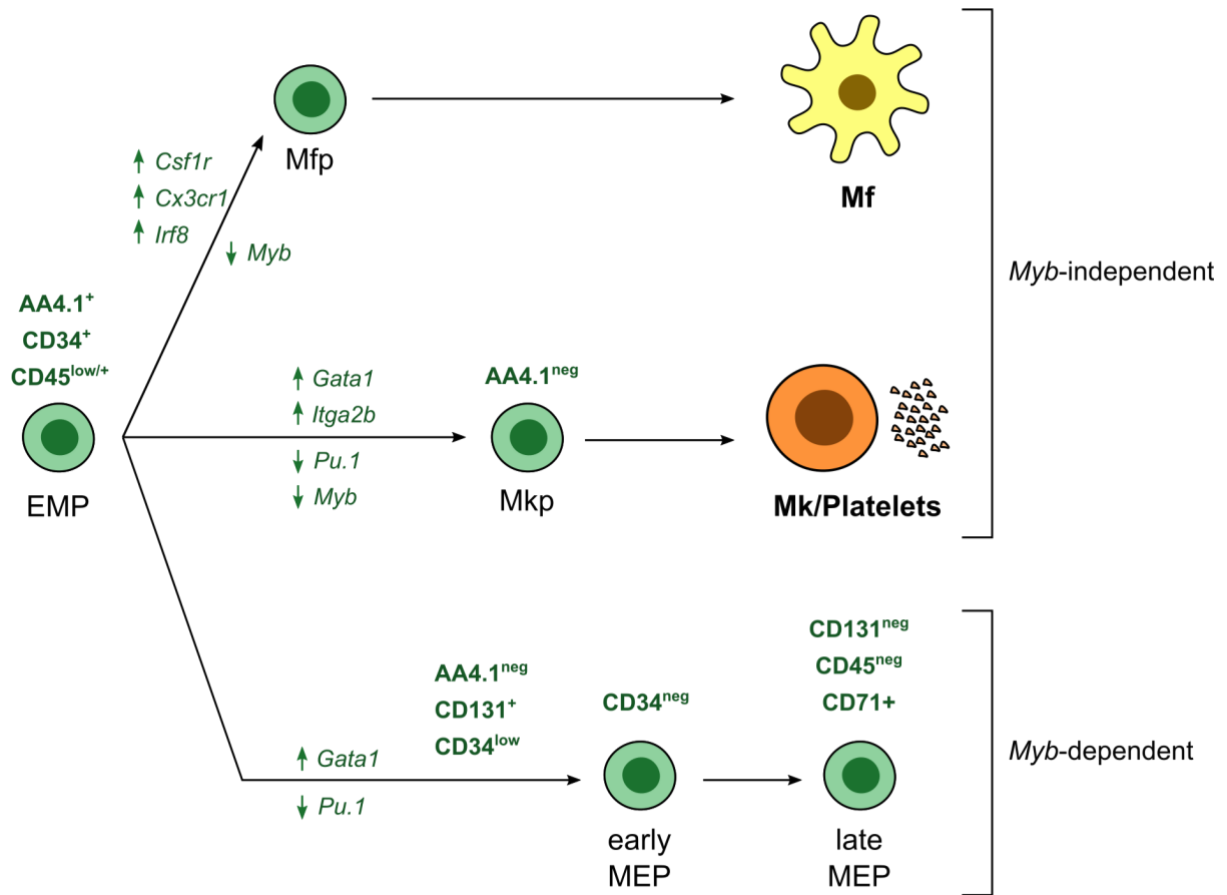 ↑ Csf1r
↑ Cx3cr1
↑ Irf8
↓ Myb
Mfp
Mf
Myb-independent
AA4.1⁺
CD34⁺
CD45ˡᵒʷ/⁺
EMP
↑ Gata1
↑ Itga2b
↓ Pu.1
↓ Myb
AA4.1ⁿᵉᵍ
Mkp
Mk/Platelets
↑ Gata1
↓ Pu.1
AA4.1ⁿᵉᵍ
CD131⁺
CD34ˡᵒʷ
CD34ⁿᵉᵍ
early
MEP
CD131ⁿᵉᵍ
CD45ⁿᵉᵍ
CD71+
late
MEP
Myb-dependent